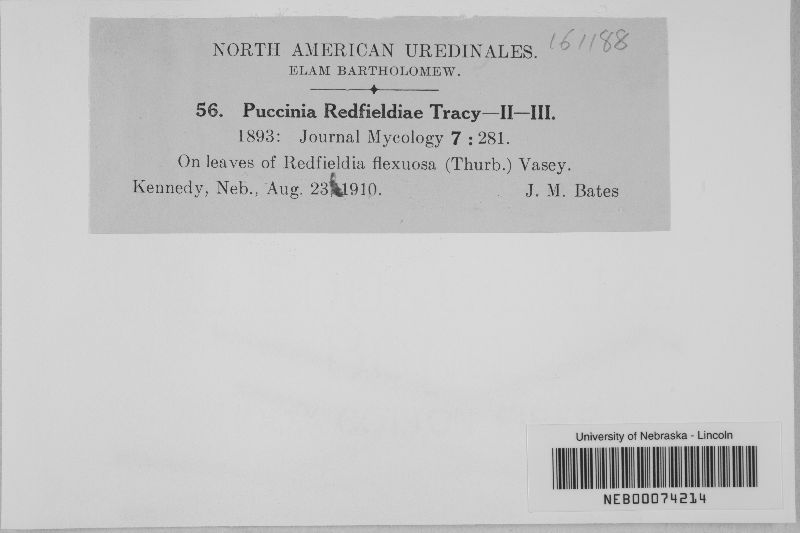 NORTH AMERICAN UREDINALES.
161188
ELAM BARTHOLOMEW.
56. Puccinia Redfieldiae Tracy—II—III.
1893: Journal Mycology 7 : 281.
On leaves of Redfieldia flexuosa (Thurb.) Vasey.
Kennedy, Neb., Aug. 23, 1910. J. M. Bates
University of Nebraska - Lincoln
NEB00074214